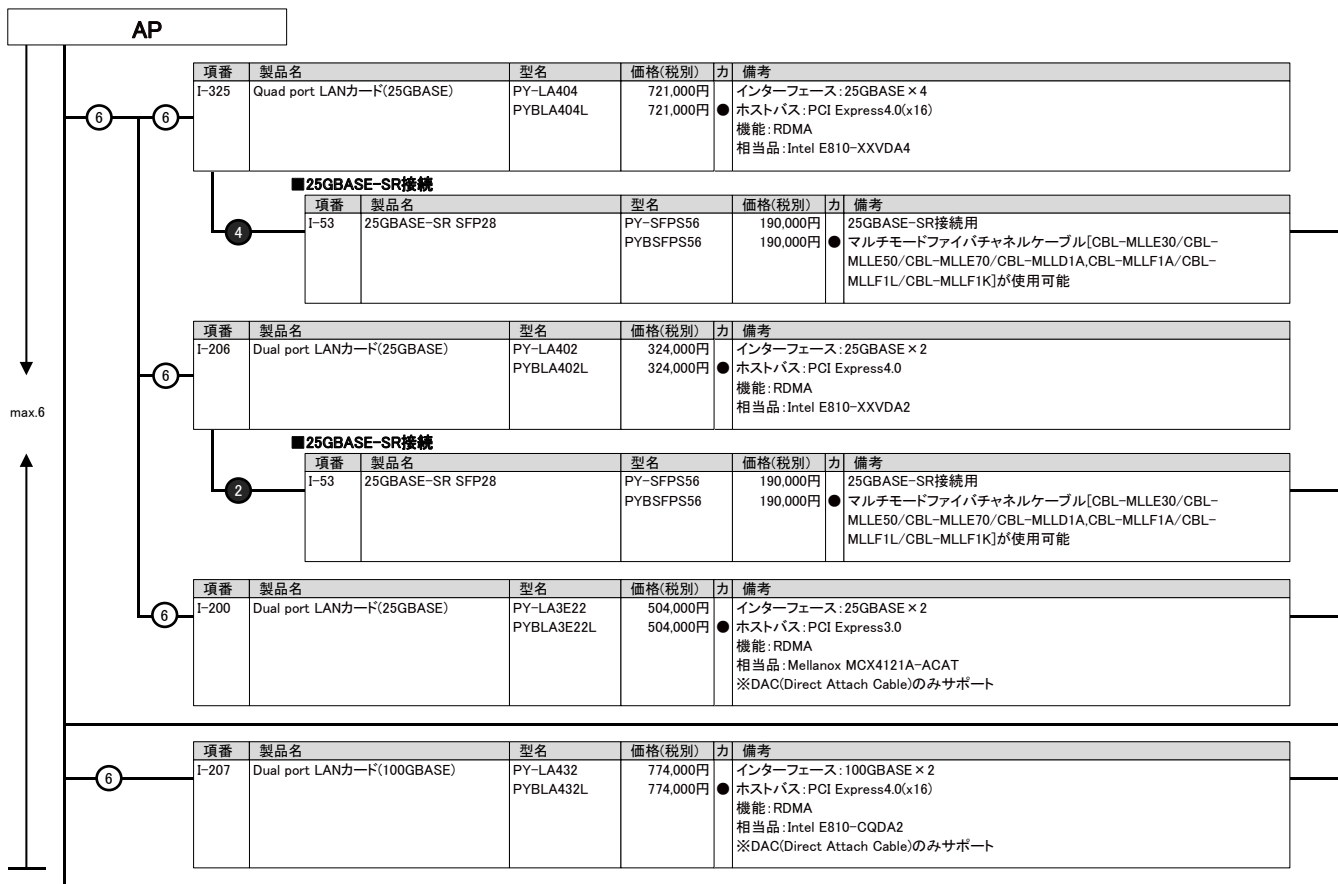 AP
項番 製品名 型名 価格(税別) カ 備考
I-325 Quad port LANカード(25GBASE) PY-LA404 721,000円 インターフェース:25GBASE×4
PYBLA404L 721,000円 ● ホストバス:PCI Express4.0(x16)
機能:RDMA
相当品:Intel E810-XXVDA4
6 6
■25GBASE-SR接続
項番 製品名 型名 価格(税別) カ 備考
I-53 25GBASE-SR SFP28 PY-SFPS56 190,000円 25GBASE-SR接続用
PYBSFPS56 190,000円 ● マルチモードファイバチャネルケーブル[CBL-MLLE30/CBL-
MLLE50/CBL-MLLE70/CBL-MLLD1A,CBL-MLLF1A/CBL-
MLLF1L/CBL-MLLF1K]が使用可能
4
項番 製品名 型名 価格(税別) カ 備考
I-206 Dual port LANカード(25GBASE) PY-LA402 324,000円 インターフェース:25GBASE×2
PYBLA402L 324,000円 ● ホストバス:PCI Express4.0
機能:RDMA
相当品:Intel E810-XXVDA2
6
max.6
■25GBASE-SR接続
項番 製品名 型名 価格(税別) カ 備考
I-53 25GBASE-SR SFP28 PY-SFPS56 190,000円 25GBASE-SR接続用
PYBSFPS56 190,000円 ● マルチモードファイバチャネルケーブル[CBL-MLLE30/CBL-
MLLE50/CBL-MLLE70/CBL-MLLD1A,CBL-MLLF1A/CBL-
MLLF1L/CBL-MLLF1K]が使用可能
2
項番 製品名 型名 価格(税別) カ 備考
I-200 Dual port LANカード(25GBASE) PY-LA3E22 504,000円 インターフェース:25GBASE×2
PYBLA3E22L 504,000円 ● ホストバス:PCI Express3.0
機能:RDMA
相当品:Mellanox MCX4121A-ACAT
※DAC(Direct Attach Cable)のみサポート
6
項番 製品名 型名 価格(税別) カ 備考
I-207 Dual port LANカード(100GBASE) PY-LA432 774,000円 インターフェース:100GBASE×2
PYBLA432L 774,000円 ● ホストバス:PCI Express4.0(x16)
機能:RDMA
相当品:Intel E810-CQDA2
※DAC(Direct Attach Cable)のみサポート
6